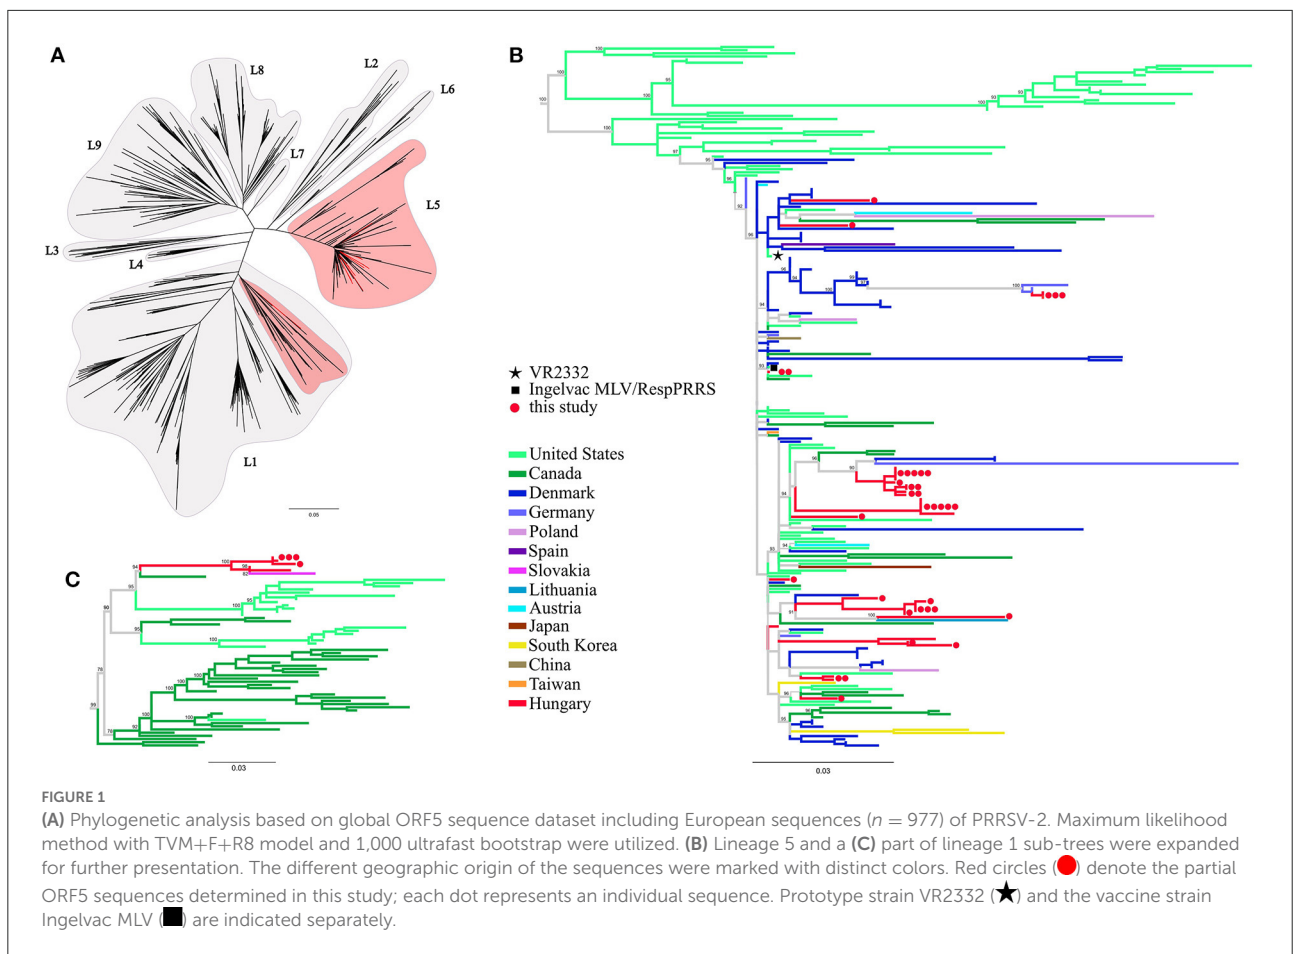 A
B
L8
L2
L6
L9
L7
L5
L3
L4
L1
0.05
VR2332
Ingelvac MLV/RespPRRS
this study
United States
Canada
Denmark
Germany
Poland
Spain
Slovakia
Lithuania
Austria
Japan
South Korea
China
Taiwan
Hungary
C
0.03
0.03
FIGURE 1
(A) Phylogenetic analysis based on global ORF5 sequence dataset including European sequences (n = 977) of PRRSV-2. Maximum likelihood
method with TVM+F+R8 model and 1,000 ultrafast bootstrap were utilized. (B) Lineage 5 and a (C) part of lineage 1 sub-trees were expanded
for further presentation. The different geographic origin of the sequences were marked with distinct colors. Red circles ( ) denote the partial
ORF5 sequences determined in this study; each dot represents an individual sequence. Prototype strain VR2332 (★) and the vaccine strain
Ingelvac MLV (■) are indicated separately.